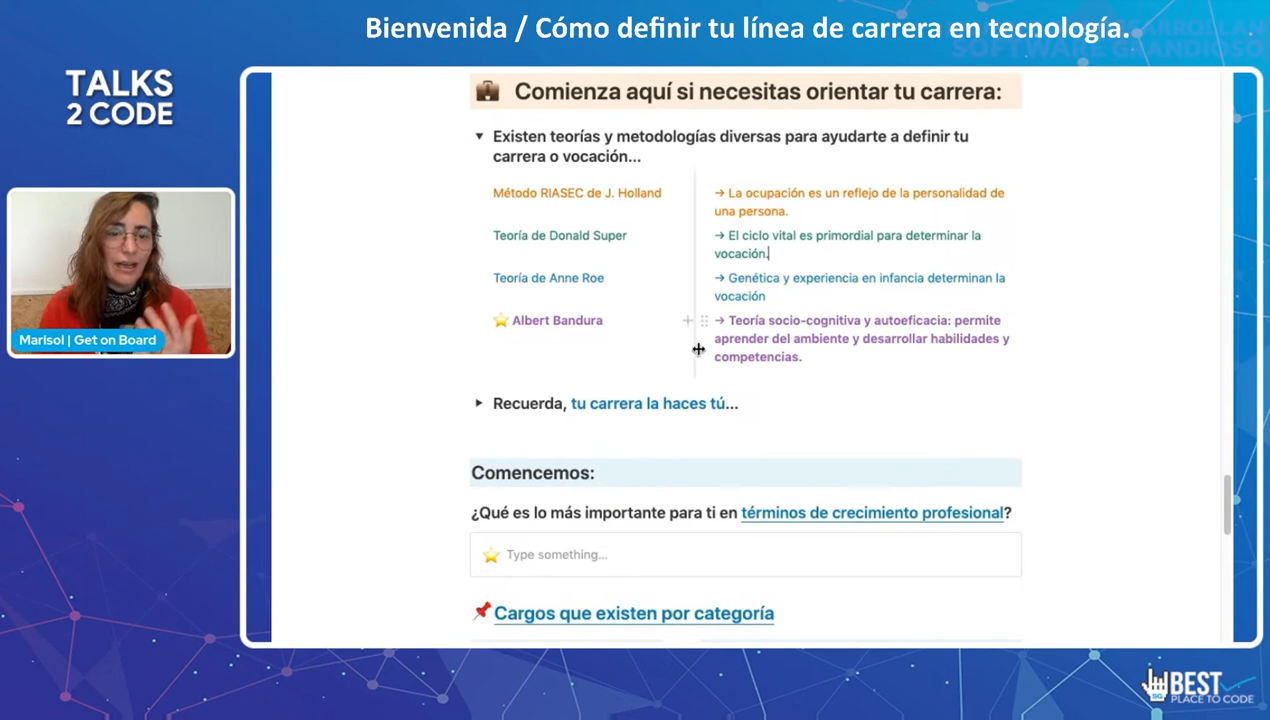 Bienvenida / Cómo definir tu línea de carrera en tecnología.
TALKS
2 CODE
Comienza aquí si necesitas orientar tu carrera:
Existen teorías y metodologías diversas para ayudarte a definir tu
carrera o vocación...
Método RIASEC de J. Holland
→ La ocupación es un reflejo de la personalidad de
una persona.
Teoría de Donald Super
→ El ciclo vital es primordial para determinar la
vocación.
Teoría de Anne Roe
→ Genética y experiencia en infancia determinan la
vocación
Albert Bandura
→ Teoría socio-cognitiva y autoeficacia: permite
aprender del ambiente y desarrollar habilidades y
competencias.
Recuerda, tu carrera la haces tú...
Comencemos:
¿Qué es lo más importante para ti en términos de crecimiento profesional?
Type something...
Cargos que existen por categoría
Marisol | Get on Board
SG
BEST
PLACE TO CODE